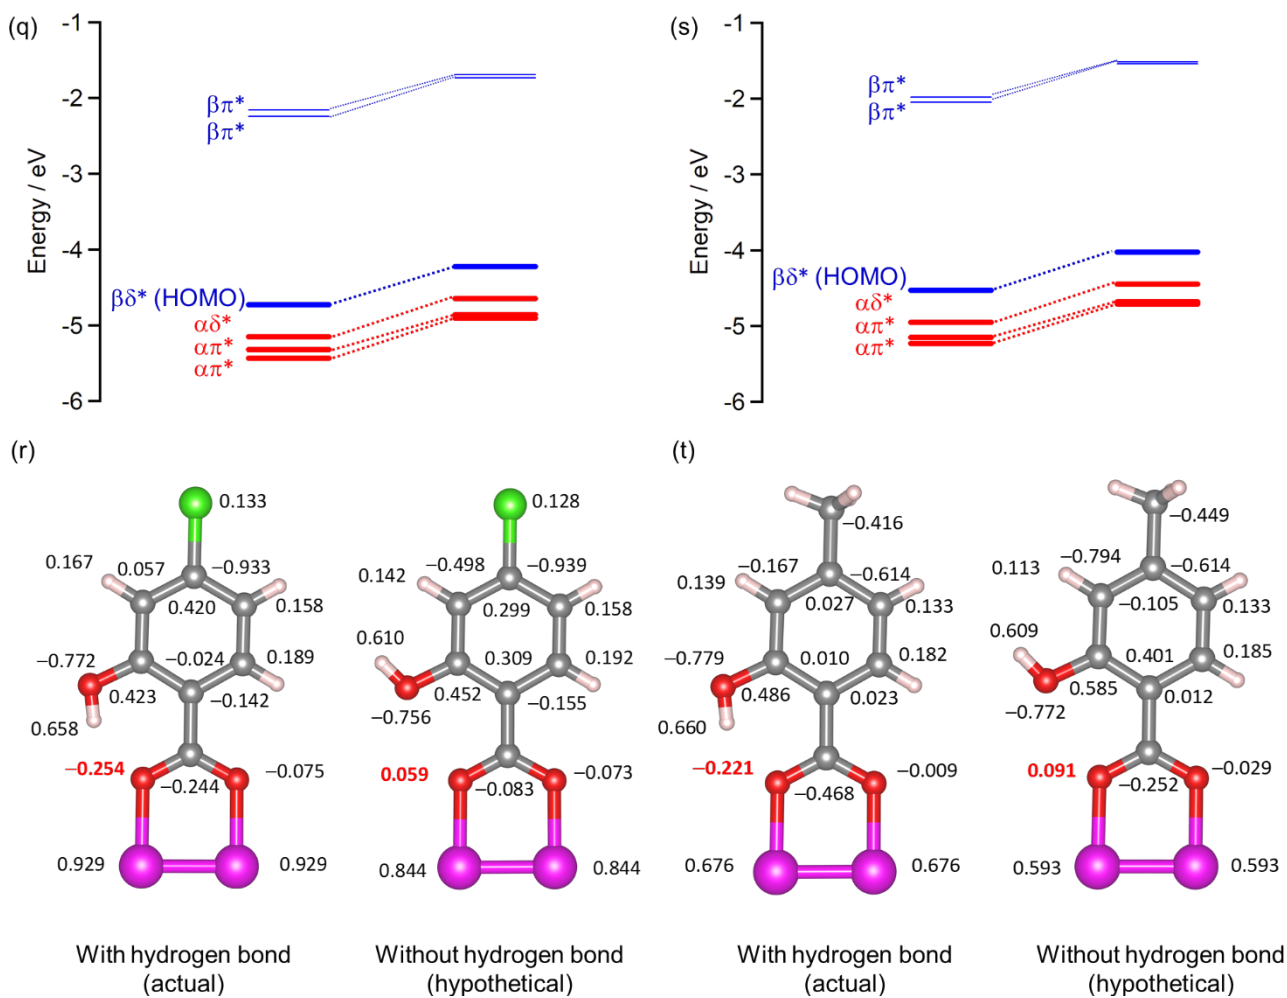 (q)
Energy / eV
-1
-2
-3
-4
-5
-6
βπ*
βπ*
βδ* (HOMO)
αδ*
απ*
απ*
(s)
Energy / eV
-1
-2
-3
-4
-5
-6
βπ*
βπ*
βδ* (HOMO)
αδ*
απ*
απ*
(r)
0.133
0.167 0.057 −0.933
0.420 0.158
−0.772 −0.024 0.189
0.423 −0.142
0.658
−0.254 −0.244 −0.075
0.929 0.929
With hydrogen bond
(actual)
0.128
0.142 −0.498 −0.939
0.299 0.158
0.610 0.309 0.192
0.452 −0.155
−0.756
0.059 −0.083 −0.073
0.844 0.844
Without hydrogen bond
(hypothetical)
(t)
−0.416
0.139 −0.167 −0.614
0.027 0.133
−0.779 0.010 0.182
0.486 0.023
0.660
−0.221 −0.468 −0.009
0.676 0.676
With hydrogen bond
(actual)
−0.449
0.113 −0.794 −0.614
−0.105 0.133
0.609 0.401 0.185
0.585 0.012
−0.772
0.091 −0.252 −0.029
0.593 0.593
Without hydrogen bond
(hypothetical)